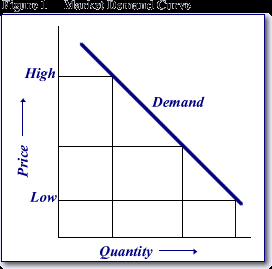 Figure 1 Market Demand Curve
High
Demand
Price
Low
Quantity